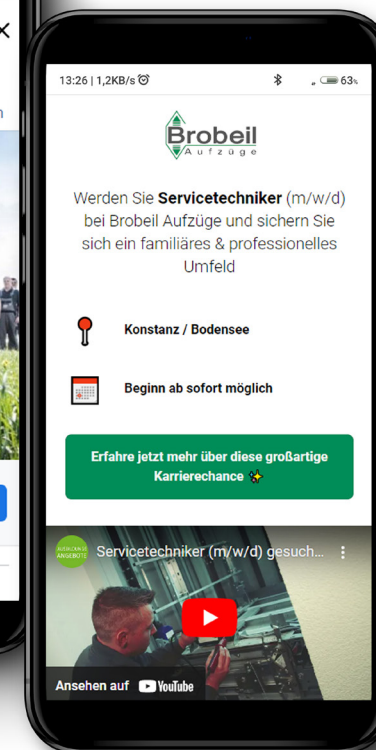 13:26 | 1,2KB/s
63%
Brobeil
Aufzüge
Werden Sie Servicetechniker (m/w/d)
bei Brobeil Aufzüge und sichern Sie
sich ein familiäres & professionelles
Umfeld
Konstanz / Bodensee
Beginn ab sofort möglich
Erfahre jetzt mehr über diese großartige
Karrierechance ✨
Servicetechniker (m/w/d) gesuch...
Ansehen auf YouTube